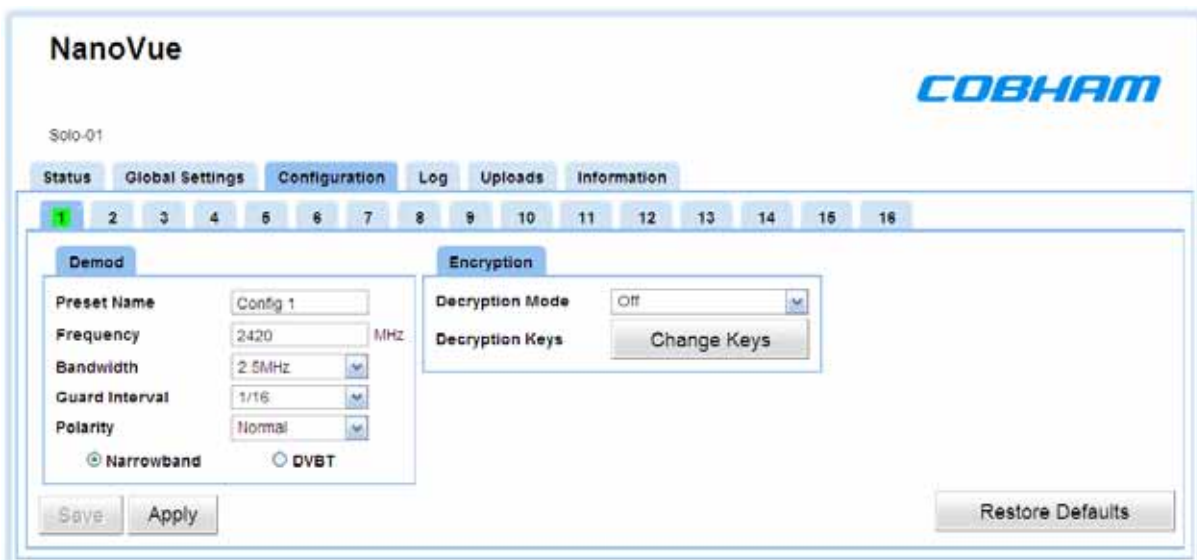 NanoVue
COBHAM
Solo-01
Status Global Settings Configuration Log Uploads Information
1 2 3 4 5 6 7 8 9 10 11 12 13 14 15 16
Demod
Preset Name Config 1
Frequency 2420 MHz
Bandwidth 2.5MHz
Guard Interval 1/16
Polarity Normal
Narrowband DVBT
Encryption
Decryption Mode Off
Decryption Keys Change Keys
Save Apply Restore Defaults